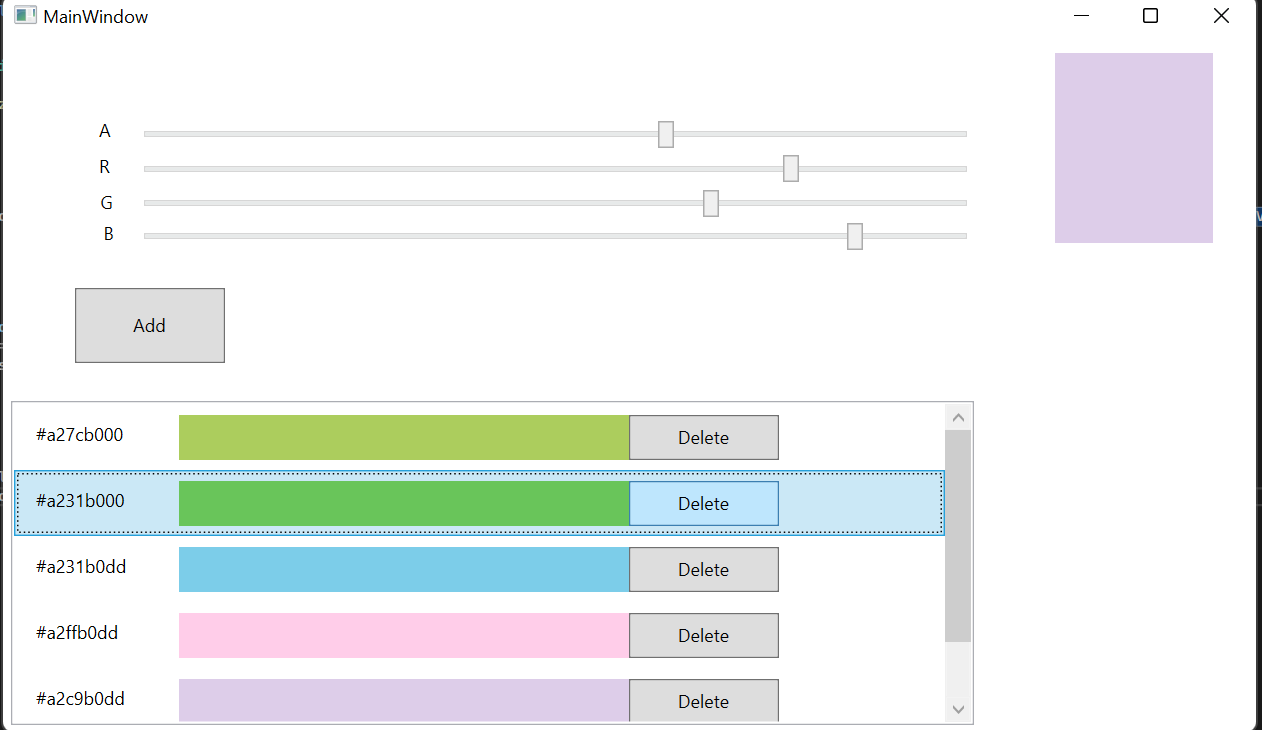 MainWindow
A
R
G
B
Add
#a27cb000 Delete
#a231b000 Delete
#a231b0dd Delete
#a2ffb0dd Delete
#a2c9b0dd Delete